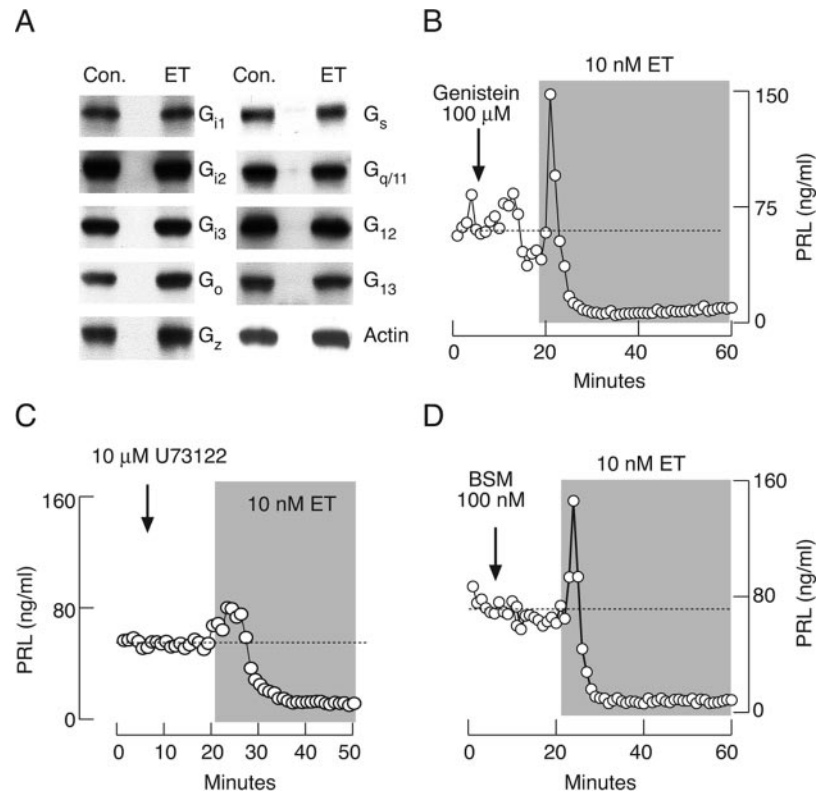 A
Con. ET Con. ET
Gi1 Gs
Gi2 Gq/11
Gi3 G12
Go G13
Gz Actin
B
10 nM ET
Genistein
100 μM
150
75
0
PRL (ng/ml)
0 20 40 60
Minutes
C
10 μM U73122
10 nM ET
160
80
0
PRL (ng/ml)
0 10 20 30 40 50
Minutes
D
10 nM ET
BSM
100 nM
160
80
0
PRL (ng/ml)
0 20 40 60
Minutes